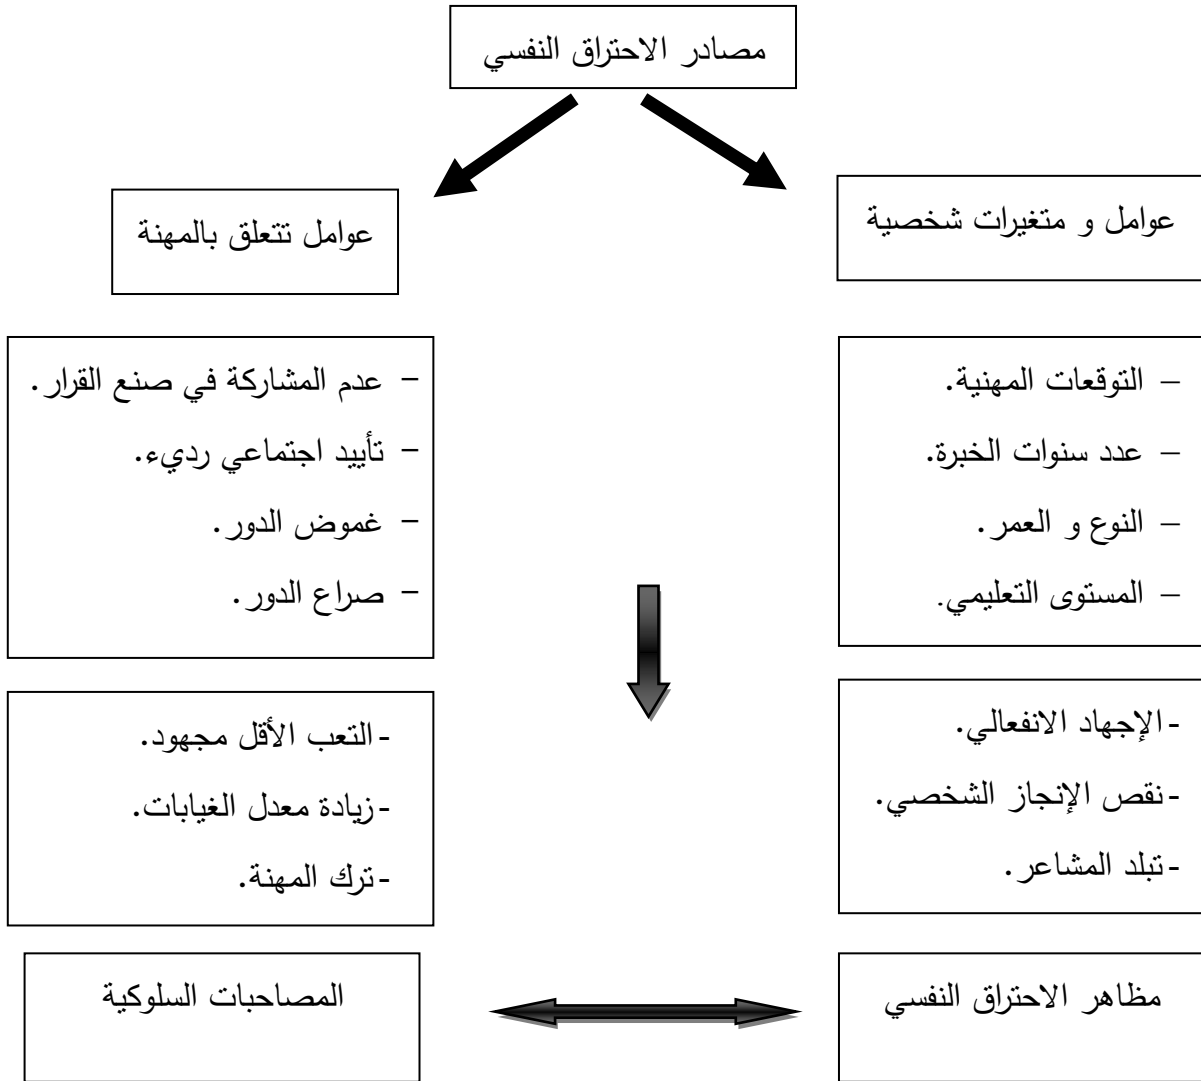 مصادر الاحتراق النفسي
عوامل و متغيرات شخصية
عوامل تتعلق بالمهنة
– التوقعات المهنية.
– عدد سنوات الخبرة.
– النوع و العمر.
– المستوى التعليمي.
– عدم المشاركة في صنع القرار.
– تأييد اجتماعي رديء.
– غموض الدور.
– صراع الدور.
-الإجهاد الانفعالي.
-نقص الإنجاز الشخصي.
-تبلد المشاعر.
-التعب الأقل مجهود.
-زيادة معدل الغيابات.
-ترك المهنة.
مظاهر الاحتراق النفسي
المصاحبات السلوكية